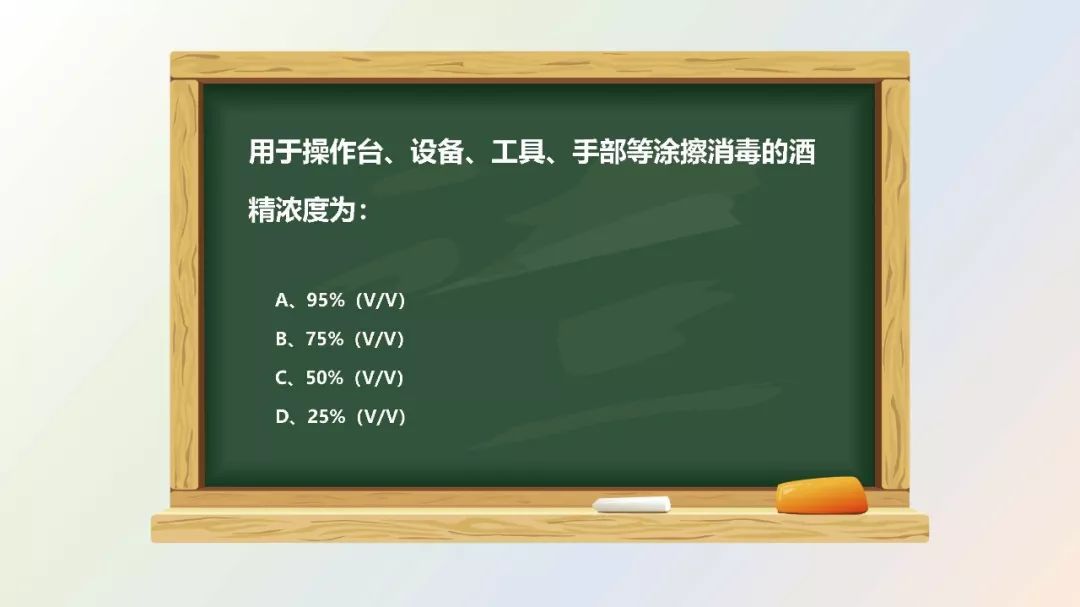 用于操作台、设备、工具、手部等涂擦消毒的酒
精浓度为：
A、95%（V/V）
B、75%（V/V）
C、50%（V/V）
D、25%（V/V）